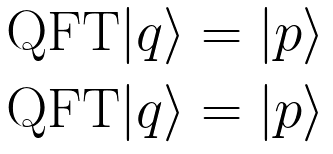 QFT|q⟩ = |p⟩
QFT|q⟩ = |p⟩